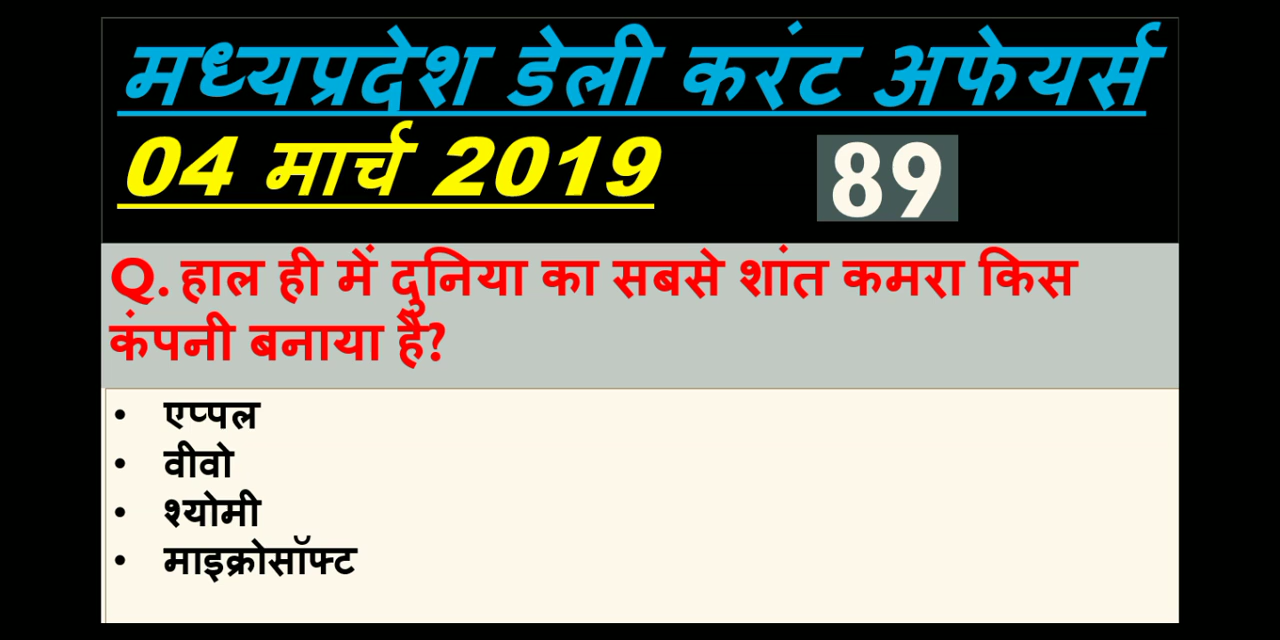 मध्यप्रदेश डेली करंट अफेयर्स
04 मार्च 2019 89
Q. हाल ही में दुनिया का सबसे शांत कमरा किस
कंपनी बनाया है?
• एप्पल
• वीवो
• श्योमी
• माइक्रोसॉफ्ट